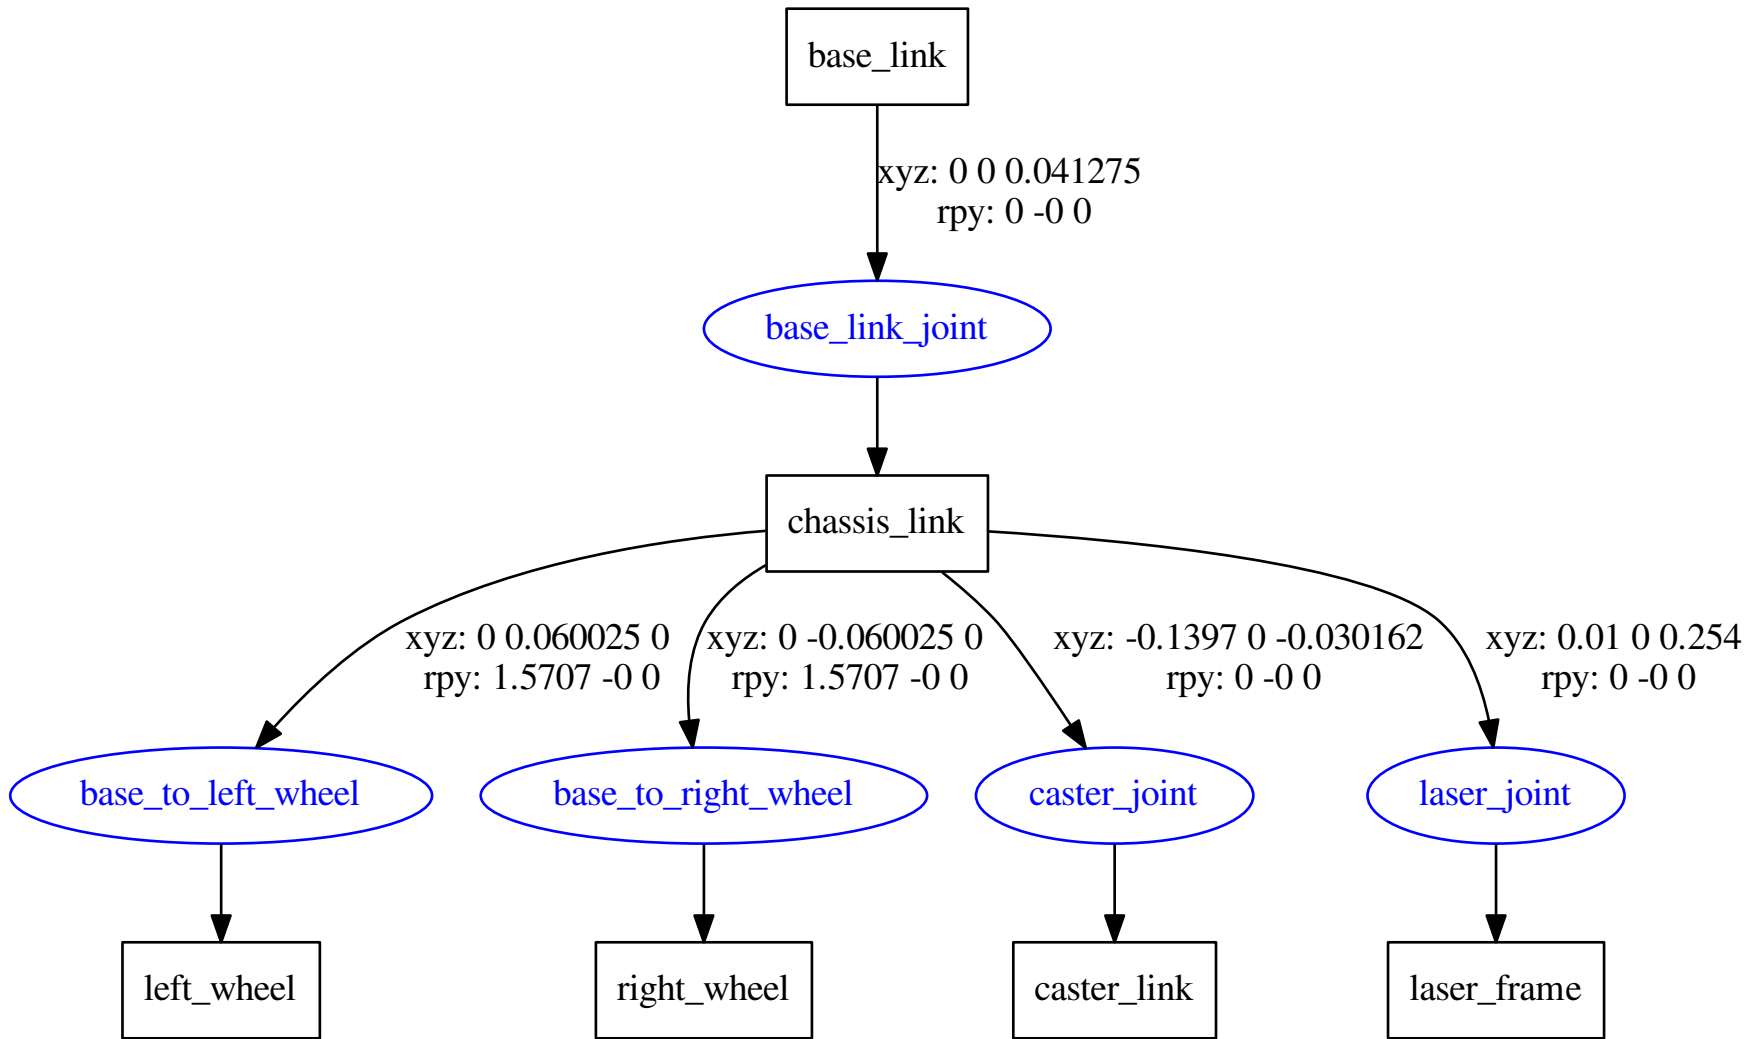 base_link
xyz: 0 0 0.041275
rpy: 0 -0 0
base_link_joint
chassis_link
xyz: 0 0.060025 0
rpy: 1.5707 -0 0
xyz: 0 -0.060025 0
rpy: 1.5707 -0 0
xyz: -0.1397 0 -0.030162
rpy: 0 -0 0
xyz: 0.01 0 0.254
rpy: 0 -0 0
base_to_left_wheel
base_to_right_wheel
caster_joint
laser_joint
left_wheel
right_wheel
caster_link
laser_frame